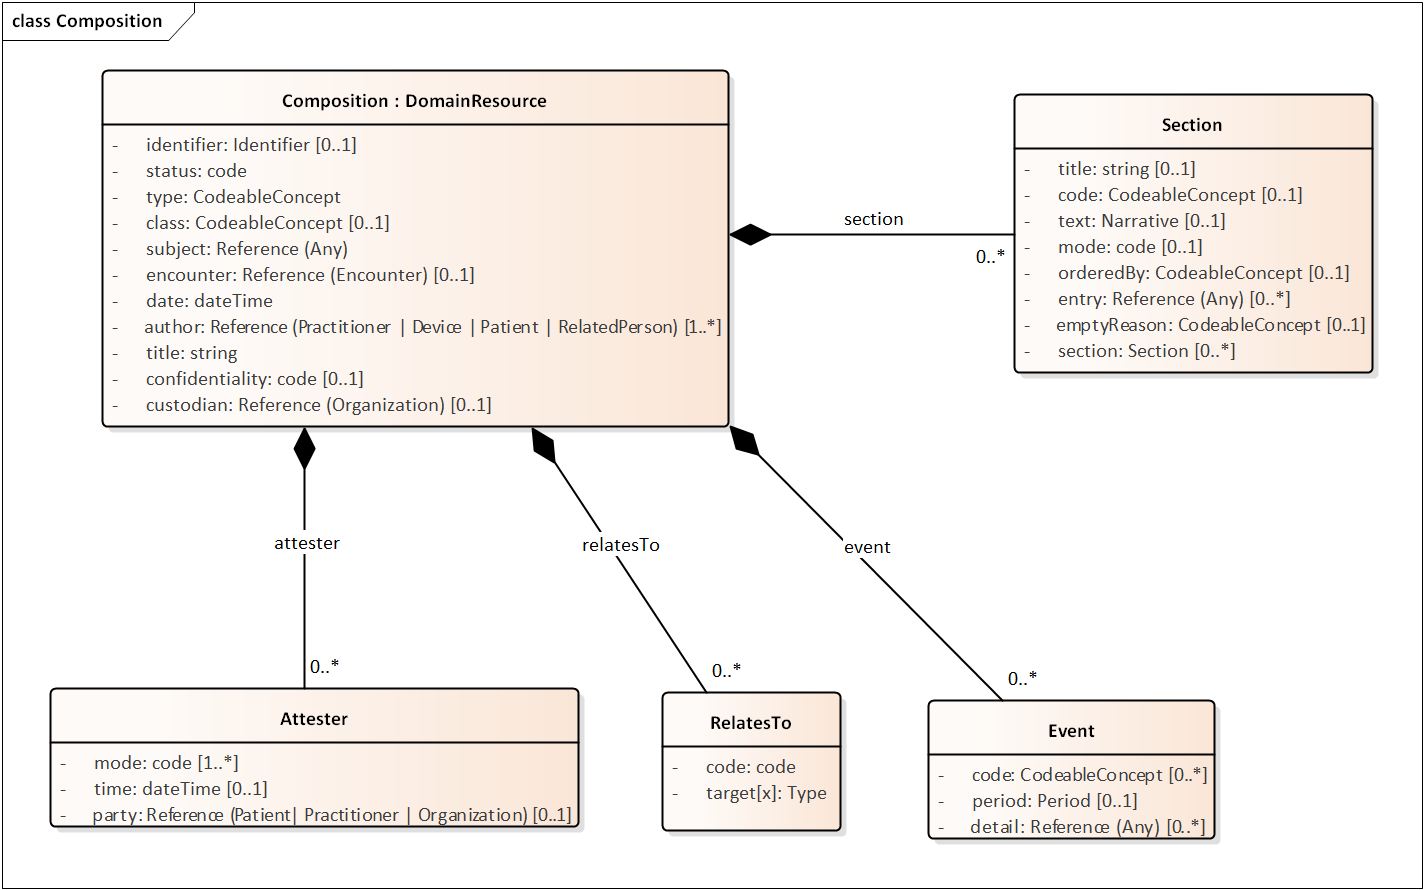 class Composition
Composition : DomainResource
- identifier: Identifier [0..1]
- status: code
- type: CodeableConcept
- class: CodeableConcept [0..1]
- subject: Reference (Any)
- encounter: Reference (Encounter) [0..1]
- date: dateTime
- author: Reference (Practitioner | Device | Patient | RelatedPerson) [1..*]
- title: string
- confidentiality: code [0..1]
- custodian: Reference (Organization) [0..1]
section
0..*
Section
- title: string [0..1]
- code: CodeableConcept [0..1]
- text: Narrative [0..1]
- mode: code [0..1]
- orderedBy: CodeableConcept [0..1]
- entry: Reference (Any) [0..*]
- emptyReason: CodeableConcept [0..1]
- section: Section [0..*]
attester
0..*
relatesTo
0..*
event
0..*
Attester
- mode: code [1..*]
- time: dateTime [0..1]
- party: Reference (Patient| Practitioner | Organization) [0..1]
RelatesTo
- code: code
- target[x]: Type
Event
- code: CodeableConcept [0..*]
- period: Period [0..1]
- detail: Reference (Any) [0..*]